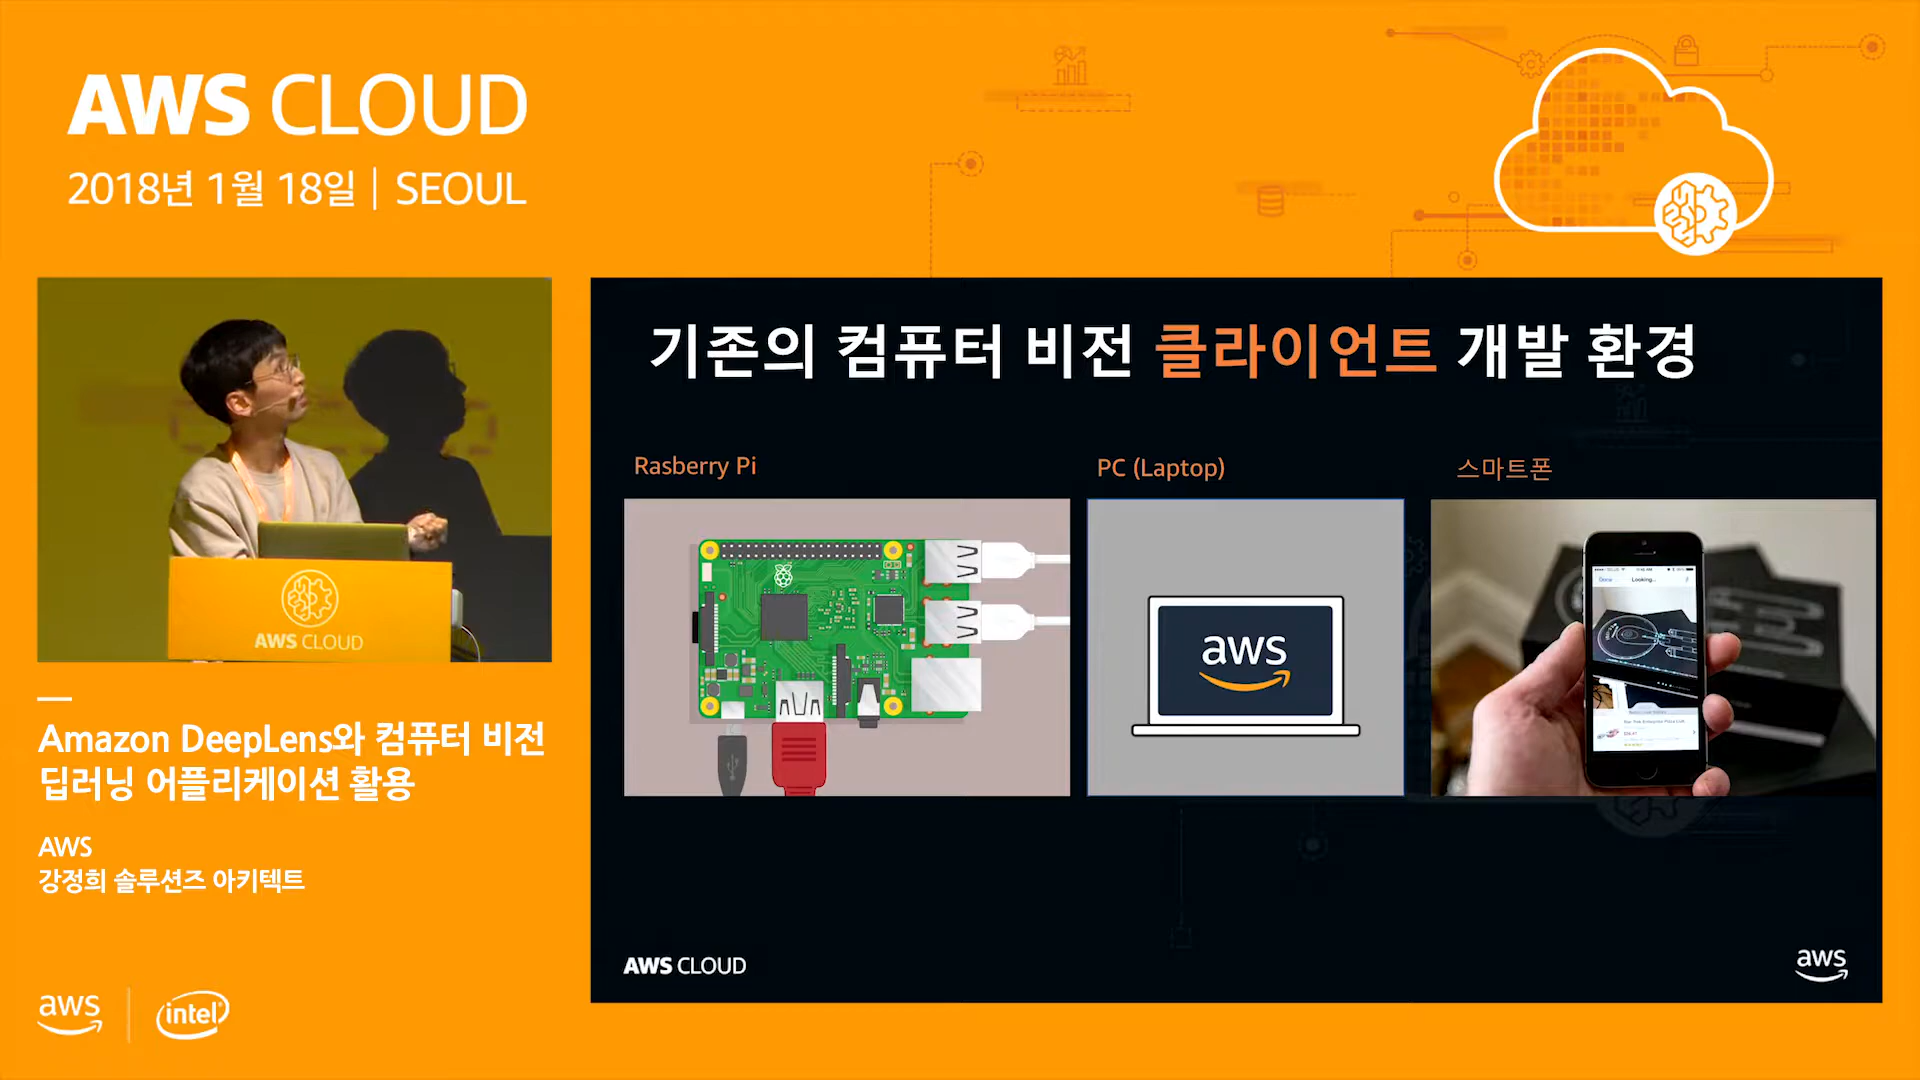 AWS CLOUD
2018년 1월 18일 | SEOUL
AWS CLOUD
Amazon DeepLens와 컴퓨터 비전
딥러닝 어플리케이션 활용
AWS
강정희 솔루션즈 아키텍트
aws | intel
기존의 컴퓨터 비전 클라이언트 개발 환경
Rasberry Pi
PC (Laptop)
스마트폰
aws
Done
Looking...
AWS CLOUD
aws